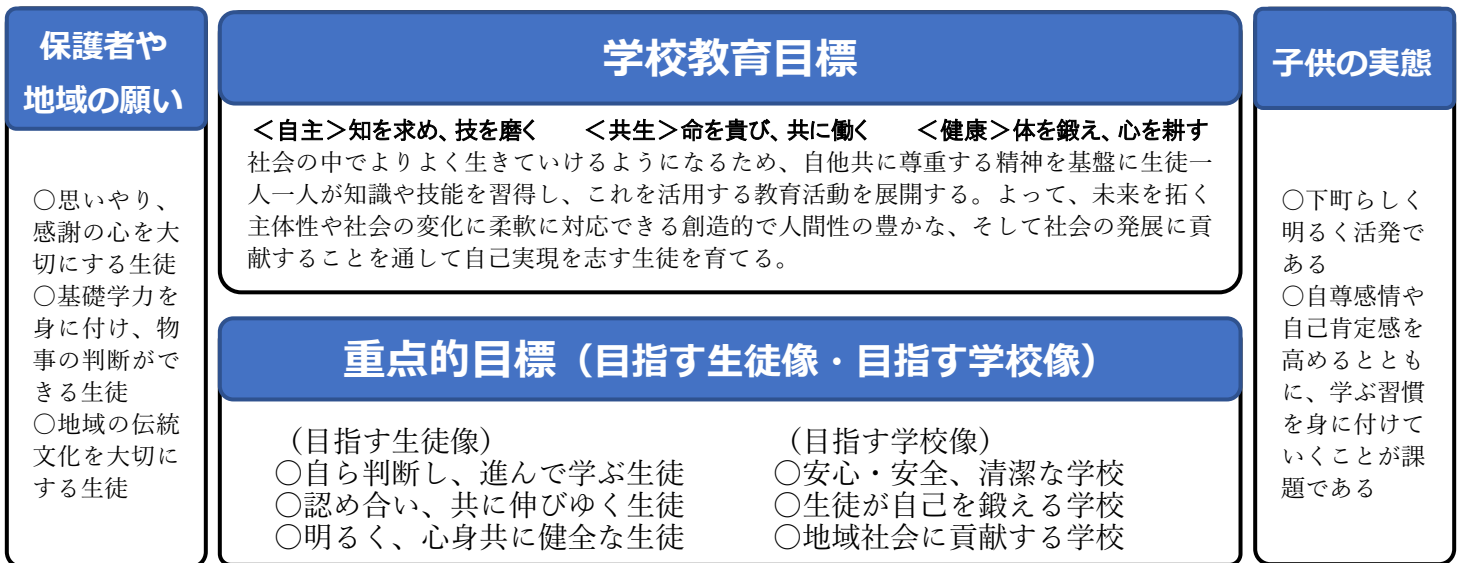 保護者や
地域の願い
○思いやり、
感謝の心を大
切にする生徒
○基礎学力を
身に付け、物
事の判断がで
きる生徒
○地域の伝統
文化を大切に
する生徒
学校教育目標
＜自主＞知を求め、技を磨く　＜共生＞命を貴び、共に働く　＜健康＞体を鍛え、心を耕す
社会の中でよりよく生きていけるようになるため、自他共に尊重する精神を基盤に生徒一
人一人が知識や技能を習得し、これを活用する教育活動を展開する。よって、未来を拓く
主体性や社会の変化に柔軟に対応できる創造的で人間性の豊かな、そして社会の発展に貢
献することを通して自己実現を志す生徒を育てる。
重点的目標（目指す生徒像・目指す学校像）
（目指す生徒像）
○自ら判断し、進んで学ぶ生徒
○認め合い、共に伸びゆく生徒
○明るく、心身共に健全な生徒
（目指す学校像）
○安心・安全、清潔な学校
○生徒が自己を鍛える学校
○地域社会に貢献する学校
子供の実態
○下町らしく
明るく活発で
ある
○自尊感情や
自己肯定感を
高めるととも
に、学ぶ習慣
を身に付けて
いくことが課
題である